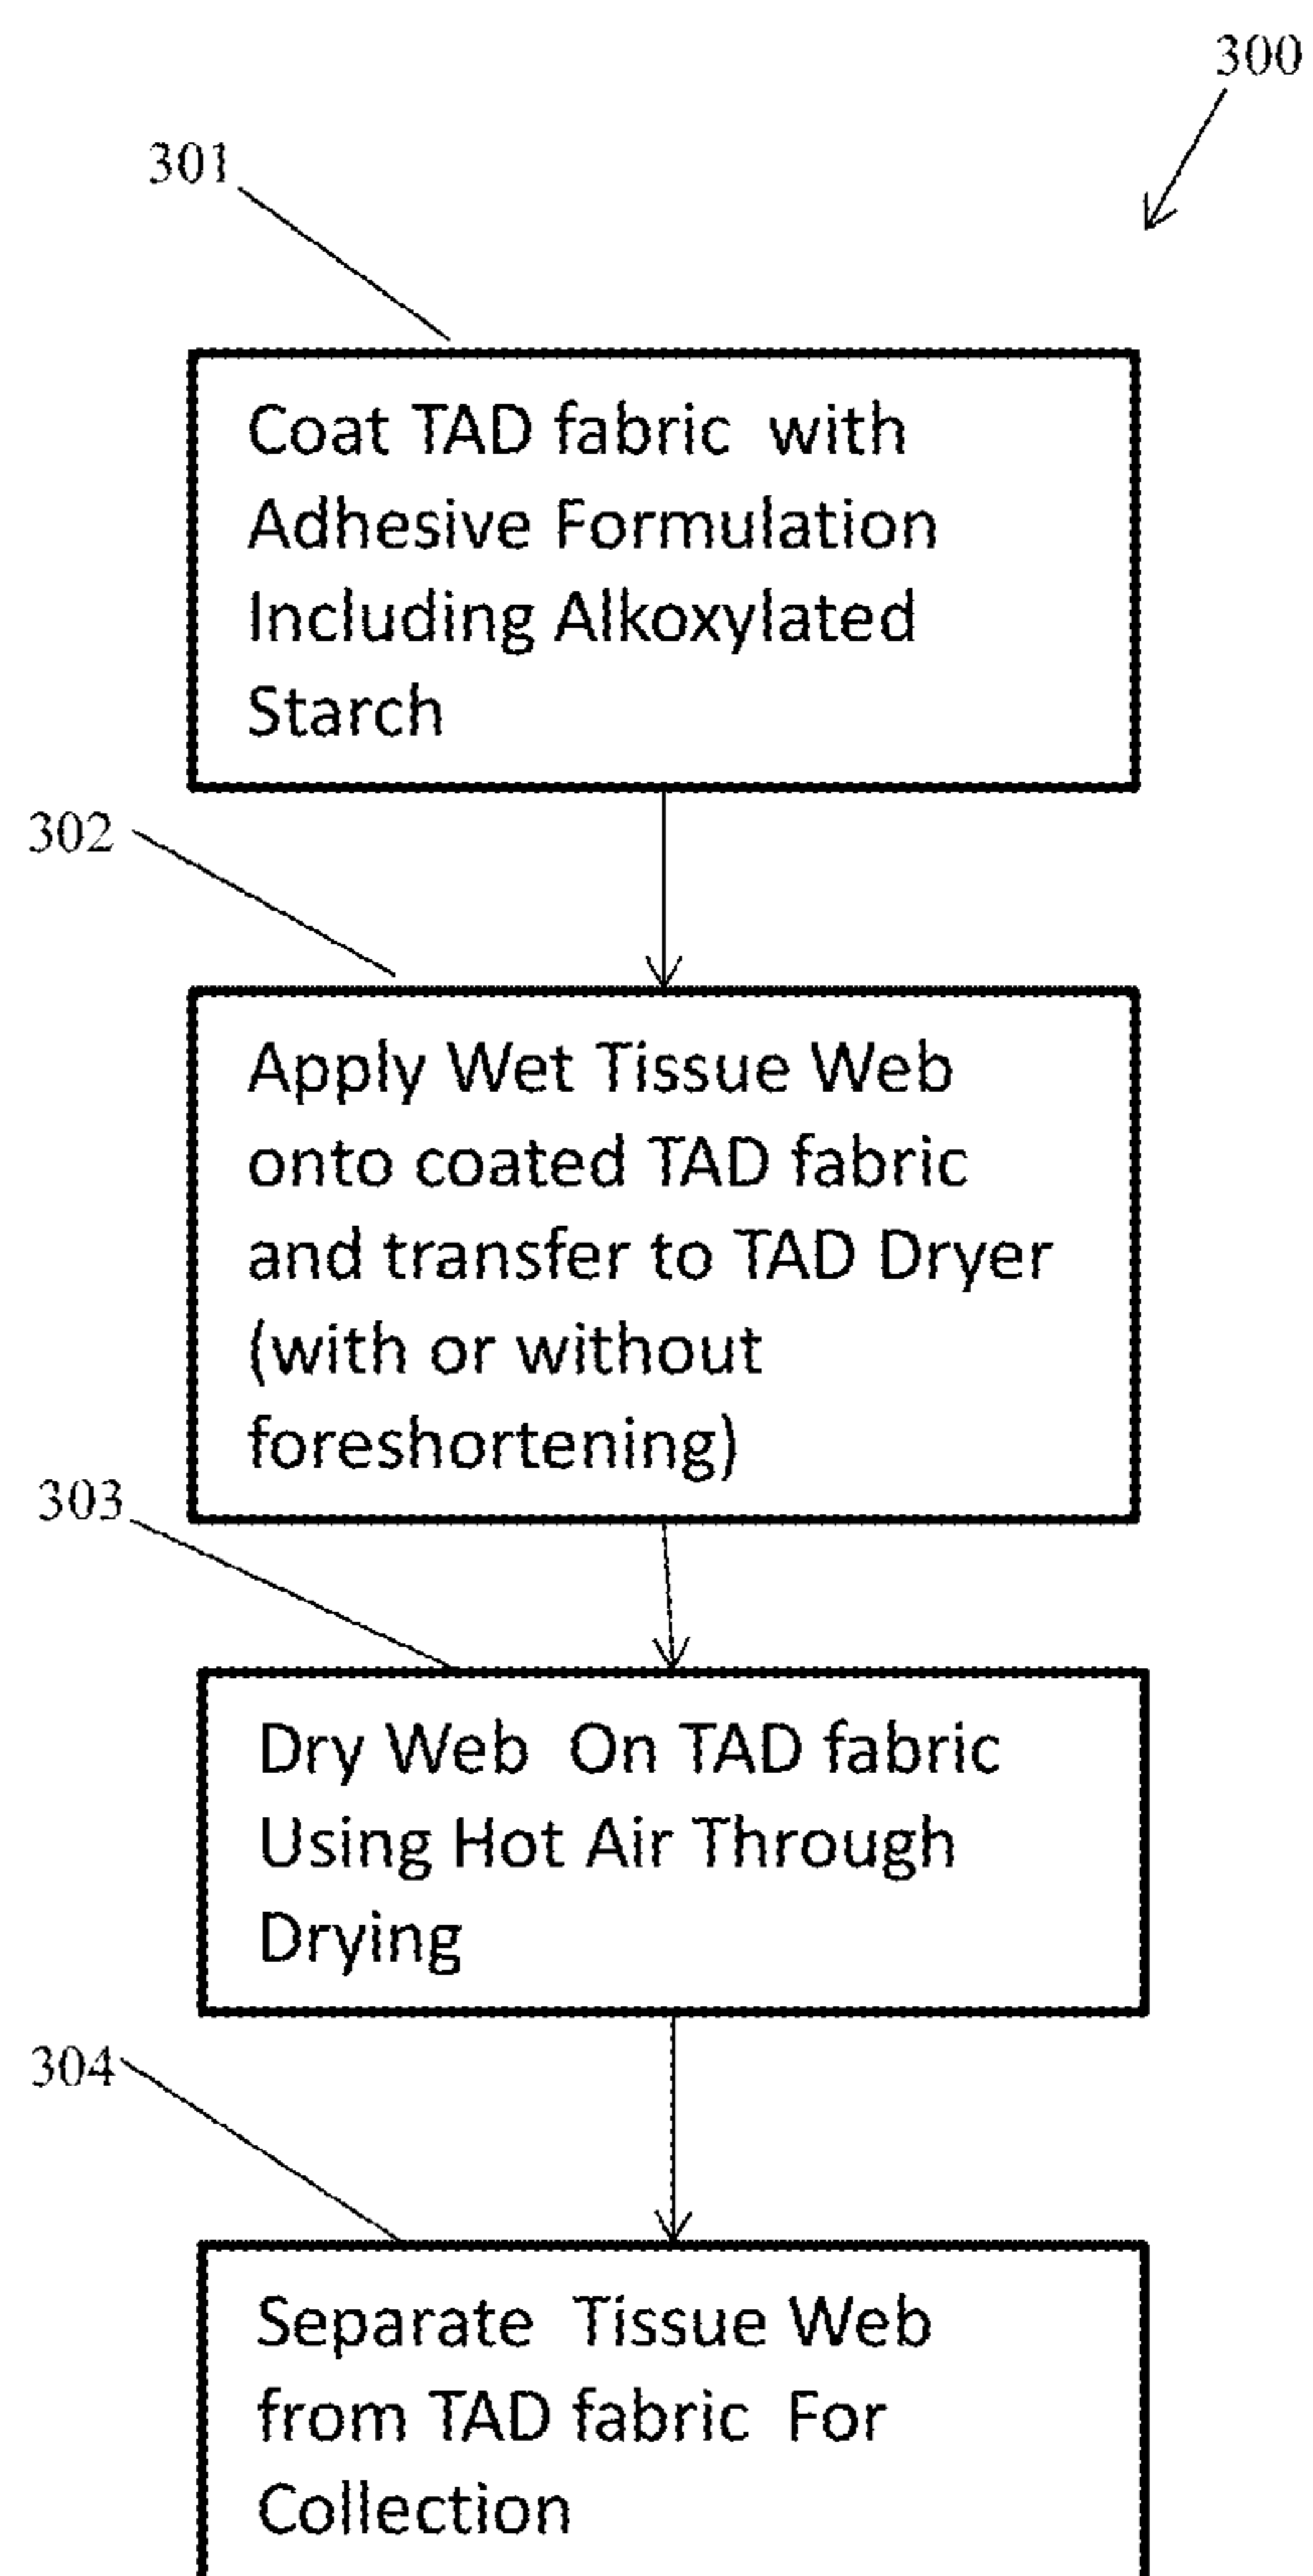 300
301
Coat TAD fabric with
Adhesive Formulation
Including Alkoxylated
Starch
302
Apply Wet Tissue Web
onto coated TAD fabric
and transfer to TAD Dryer
(with or without
foreshortening)
303
Dry Web On TAD fabric
Using Hot Air Through
Drying
304
Separate Tissue Web
from TAD fabric For
Collection